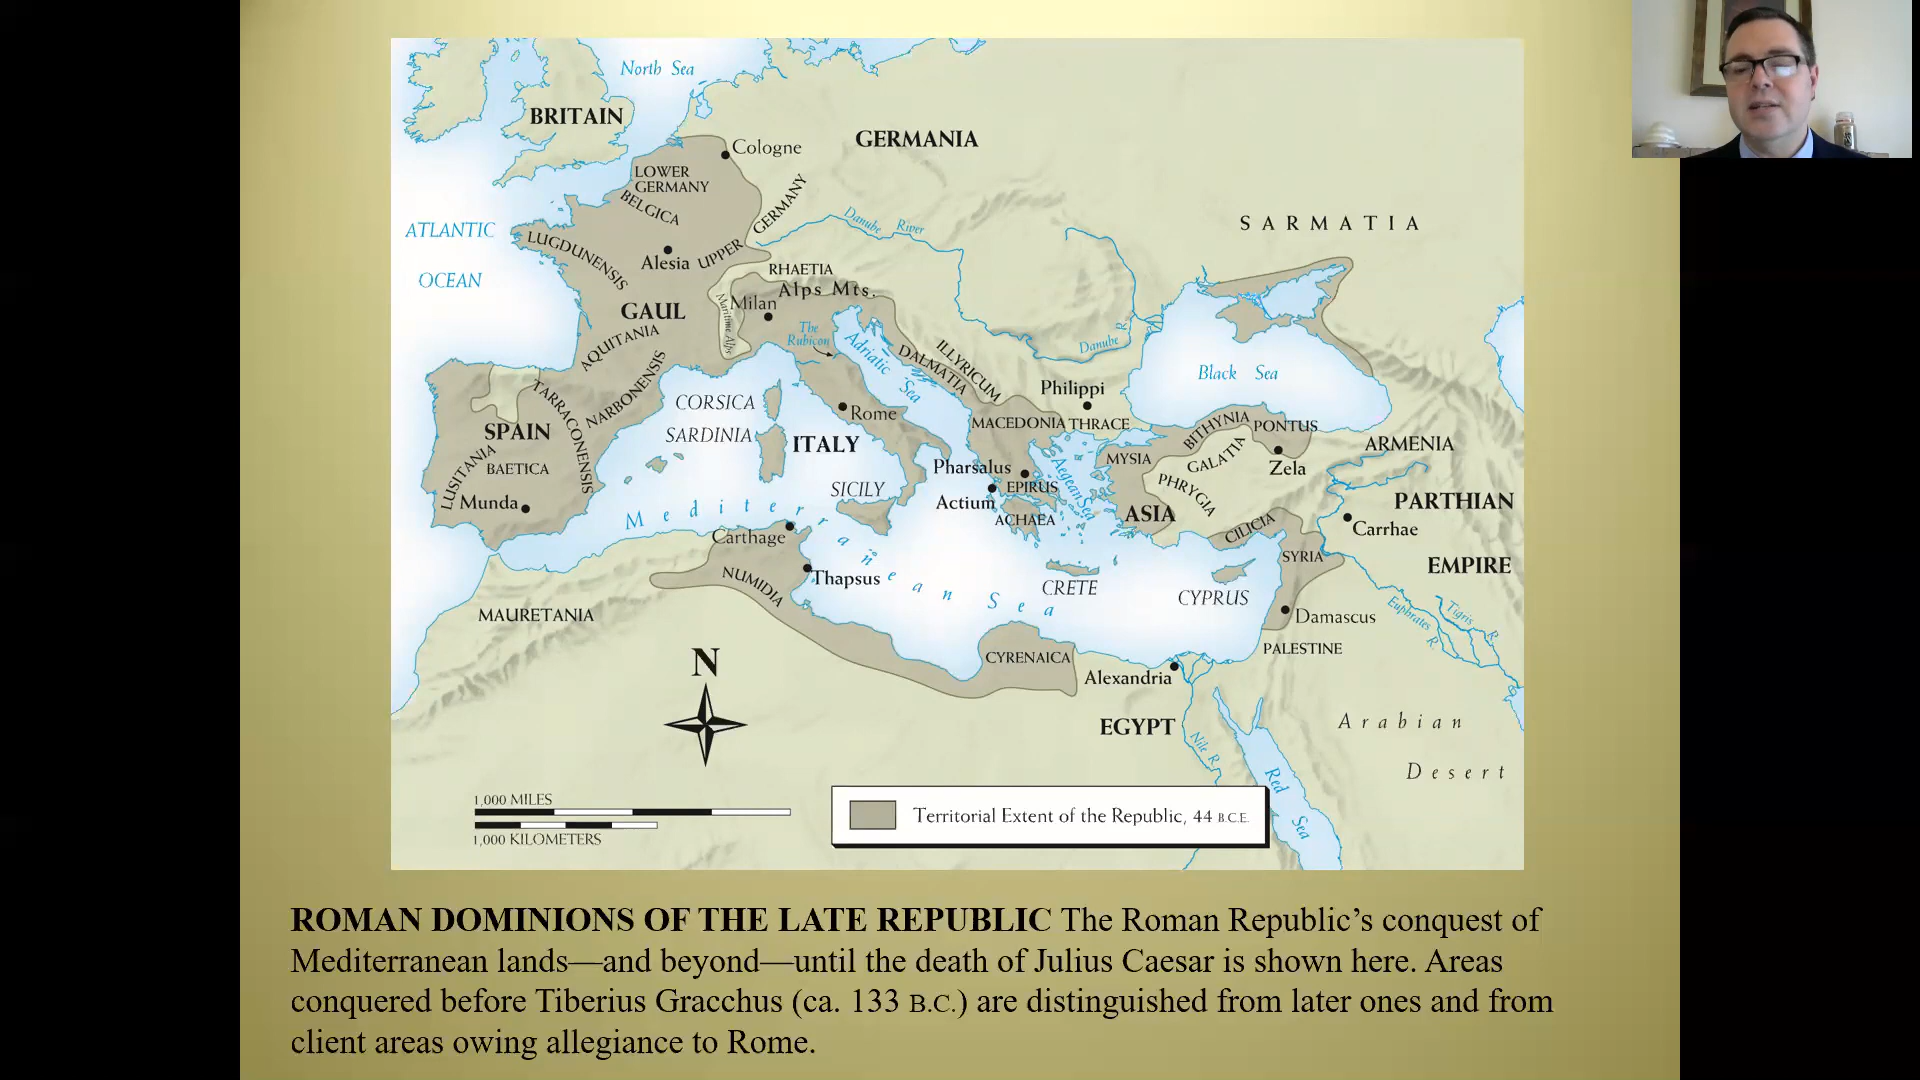 North Sea
BRITAIN
GERMANIA
Cologne
LOWER
GERMANY
BELGICA
GERMANY
UPPER
ATLANTIC
OCEAN
LUGDUNENSIS
Alesia
Danube River
SARMATIA
RHAETIA
Alps Mts.
Milan
Maritime Alps
GAUL
AQUITANIA
The
Rubicon
Adriatic Sea
DALMATIA
ILLYRICUM
Danube R.
Black Sea
TARRACONENSIS
NARBONENSIS
CORSICA
SARDINIA
Rome
ITALY
Philippi
MACEDONIA
THRACE
BITHYNIA
PONTUS
ARMENIA
SPAIN
LUSITANIA
BAETICA
Munda
SICILY
Pharsalus
EPIRUS
Actium
ACHAEA
Aegean Sea
MYSIA
GALATIA
Zela
PHRYGIA
ASIA
CILICIA
PARTHIAN
EMPIRE
Carrhae
SYRIA
Mediterranean Sea
Carthage
NUMIDIA
Thapsus
CRETE
CYPRUS
Damascus
Euphrates R.
Tigris R.
MAURETANIA
PALESTINE
CYRENAICA
Alexandria
N
EGYPT
Nile R.
Red Sea
Arabian
Desert
1,000 MILES
1,000 KILOMETERS
Territorial Extent of the Republic, 44 B.C.E.
ROMAN DOMINIONS OF THE LATE REPUBLIC The Roman Republic’s conquest of
Mediterranean lands—and beyond—until the death of Julius Caesar is shown here. Areas
conquered before Tiberius Gracchus (ca. 133 B.C.) are distinguished from later ones and from
client areas owing allegiance to Rome.